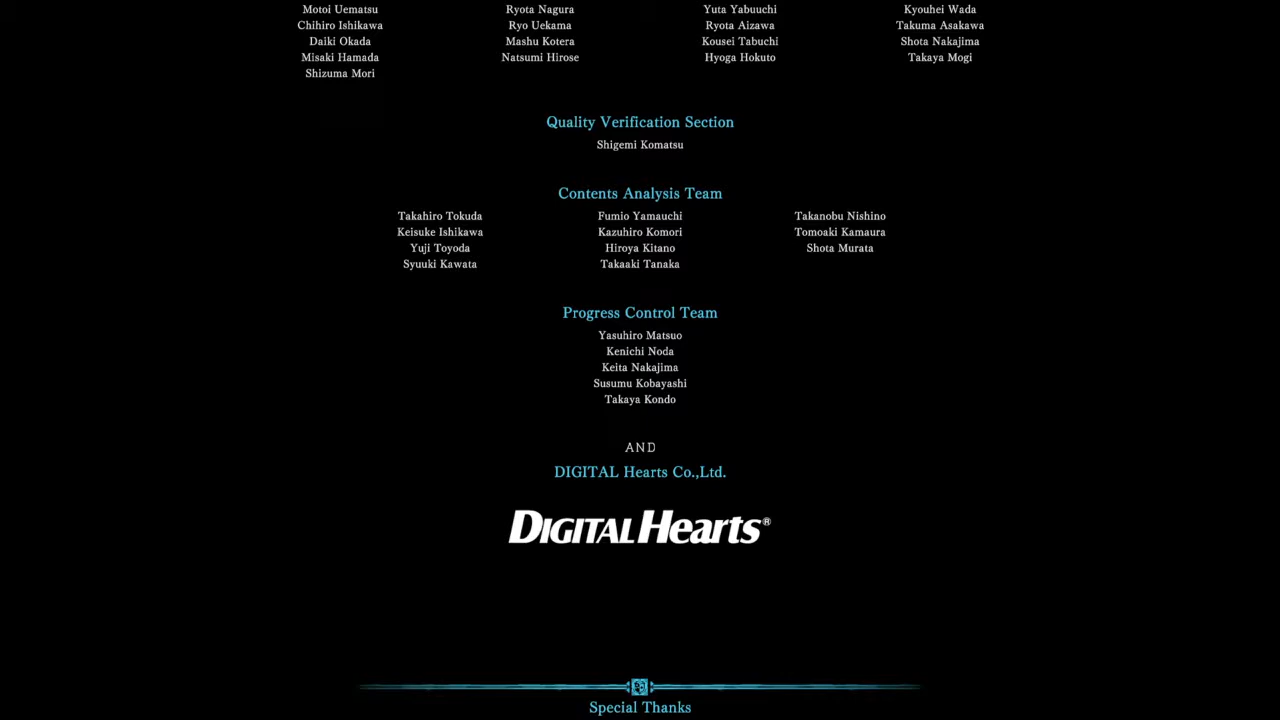 Motoi Uematsu Ryota Nagura Yuta Yabuuchi Kyouhei Wada
Chihiro Ishikawa Ryo Uekama Ryota Aizawa Takuma Asakawa
Daiki Okada Mashu Kotera Kousei Tabuchi Shota Nakajima
Misaki Hamada Natsumi Hirose Hyoga Hokuto Takaya Mogi
Shizuma Mori
Quality Verification Section
Shigemi Komatsu
Contents Analysis Team
Takahiro Tokuda Fumio Yamauchi Takanobu Nishino
Keisuke Ishikawa Kazuhiro Komori Tomoaki Kamaura
Yuji Toyoda Hiroya Kitano Shota Murata
Syuuki Kawata Takaaki Tanaka
Progress Control Team
Yasuhiro Matsuo
Kenichi Noda
Keita Nakajima
Susumu Kobayashi
Takaya Kondo
AND
DIGITAL Hearts Co.,Ltd.
DIGITAL Hearts®
Special Thanks